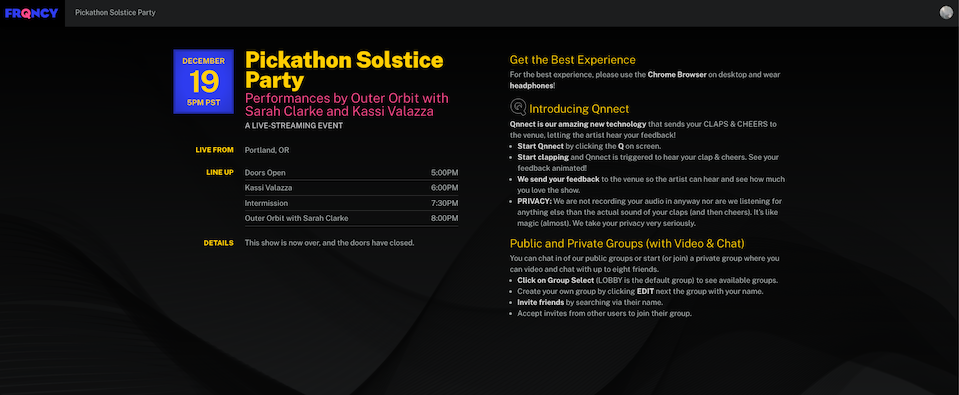 FRQNCY
Pickathon Solstice Party
DECEMBER
19
5PM PST
Pickathon Solstice
Party
Performances by Outer Orbit with
Sarah Clarke and Kassi Valazza
A LIVE-STREAMING EVENT
LIVE FROM
Portland, OR
LINE UP
Doors Open 5:00PM
Kassi Valazza 6:00PM
Intermission 7:30PM
Outer Orbit with Sarah Clarke 8:00PM
DETAILS
This show is now over, and the doors have closed.
Get the Best Experience
For the best experience, please use the Chrome Browser on desktop and wear
headphones!
Introducing Qnnect
Qnnect is our amazing new technology that sends your CLAPS & CHEERS to
the venue, letting the artist hear your feedback!
• Start Qnnect by clicking the Q on screen.
• Start clapping and Qnnect is triggered to hear your clap & cheers. See your
feedback animated!
• We send your feedback to the venue so the artist can hear and see how much
you love the show.
• PRIVACY: We are not recording your audio in anyway nor are we listening for
anything else than the actual sound of your claps (and then cheers). It's like
magic (almost). We take your privacy very seriously.
Public and Private Groups (with Video & Chat)
You can chat in of our public groups or start (or join) a private group where you
can video and chat with up to eight friends.
• Click on Group Select (LOBBY is the default group) to see available groups.
• Create your own group by clicking EDIT next the group with your name.
• Invite friends by searching via their name.
• Accept invites from other users to join their group.